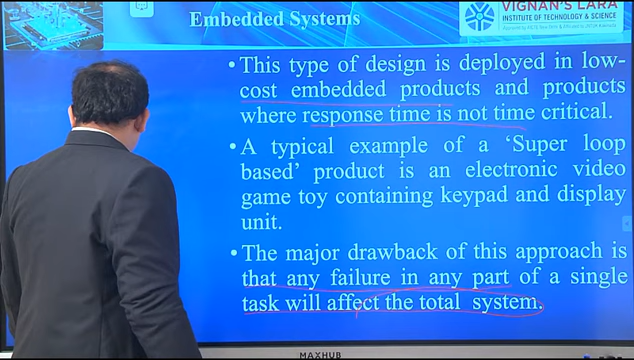 Embedded Systems
VIGNAN'S LARA
INSTITUTE OF TECHNOLOGY & SCIENCE
• This type of design is deployed in low-
cost embedded products and products
where response time is not time critical.
• A typical example of a 'Super loop
based' product is an electronic video
game toy containing keypad and display
unit.
• The major drawback of this approach is
that any failure in any part of a single
task will affect the total system.
MAXHUB